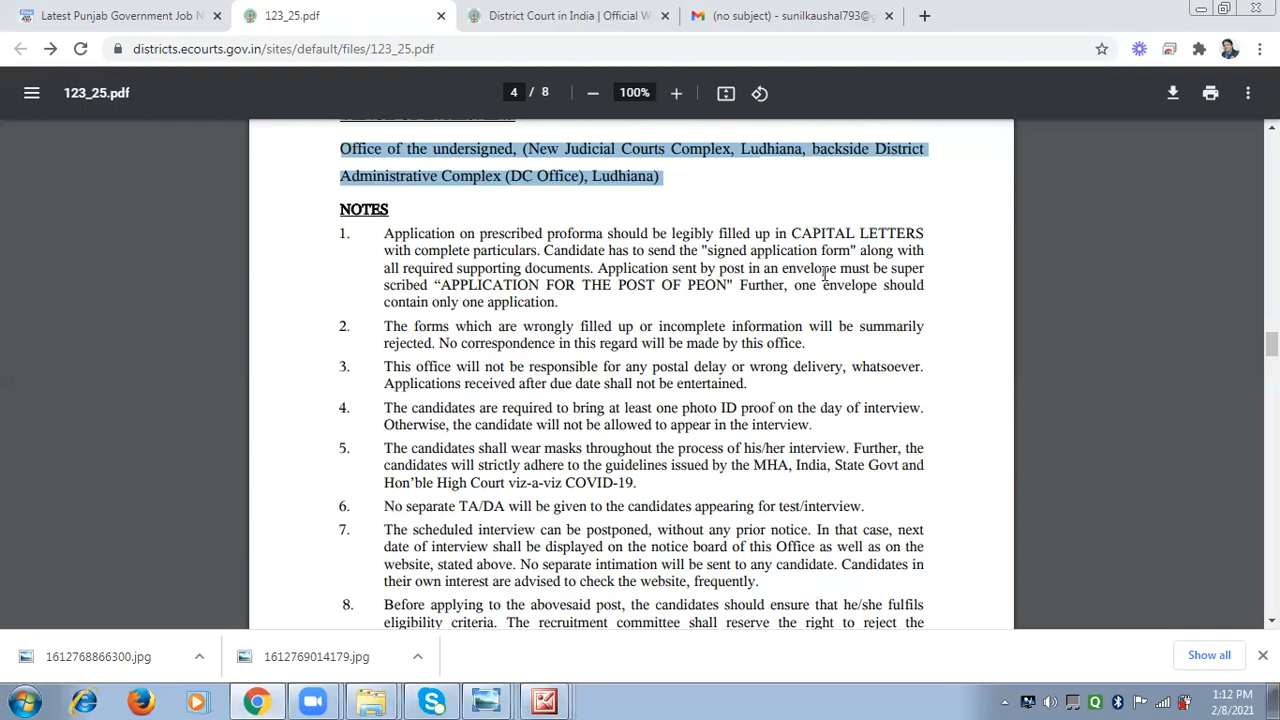 Latest Punjab Government Job N
123_25.pdf
District Court in India | Official W
(no subject) - sunilkaushal793@g
districts.ecourts.gov.in/sites/default/files/123_25.pdf
123_25.pdf
4 / 8
100%
Office of the undersigned, (New Judicial Courts Complex, Ludhiana, backside District
Administrative Complex (DC Office), Ludhiana)
NOTES
1. Application on prescribed proforma should be legibly filled up in CAPITAL LETTERS
with complete particulars. Candidate has to send the "signed application form" along with
all required supporting documents. Application sent by post in an envelope must be super
scribed “APPLICATION FOR THE POST OF PEON" Further, one envelope should
contain only one application.
2. The forms which are wrongly filled up or incomplete information will be summarily
rejected. No correspondence in this regard will be made by this office.
3. This office will not be responsible for any postal delay or wrong delivery, whatsoever.
Applications received after due date shall not be entertained.
4. The candidates are required to bring at least one photo ID proof on the day of interview.
Otherwise, the candidate will not be allowed to appear in the interview.
5. The candidates shall wear masks throughout the process of his/her interview. Further, the
candidates will strictly adhere to the guidelines issued by the MHA, India, State Govt and
Hon’ble High Court viz-a-viz COVID-19.
6. No separate TA/DA will be given to the candidates appearing for test/interview.
7. The scheduled interview can be postponed, without any prior notice. In that case, next
date of interview shall be displayed on the notice board of this Office as well as on the
website, stated above. No separate intimation will be sent to any candidate. Candidates in
their own interest are advised to check the website, frequently.
8. Before applying to the abovesaid post, the candidates should ensure that he/she fulfils
eligibility criteria. The recruitment committee shall reserve the right to reject the
1612768866300.jpg
1612769014179.jpg
Show all
1:12 PM
2/8/2021